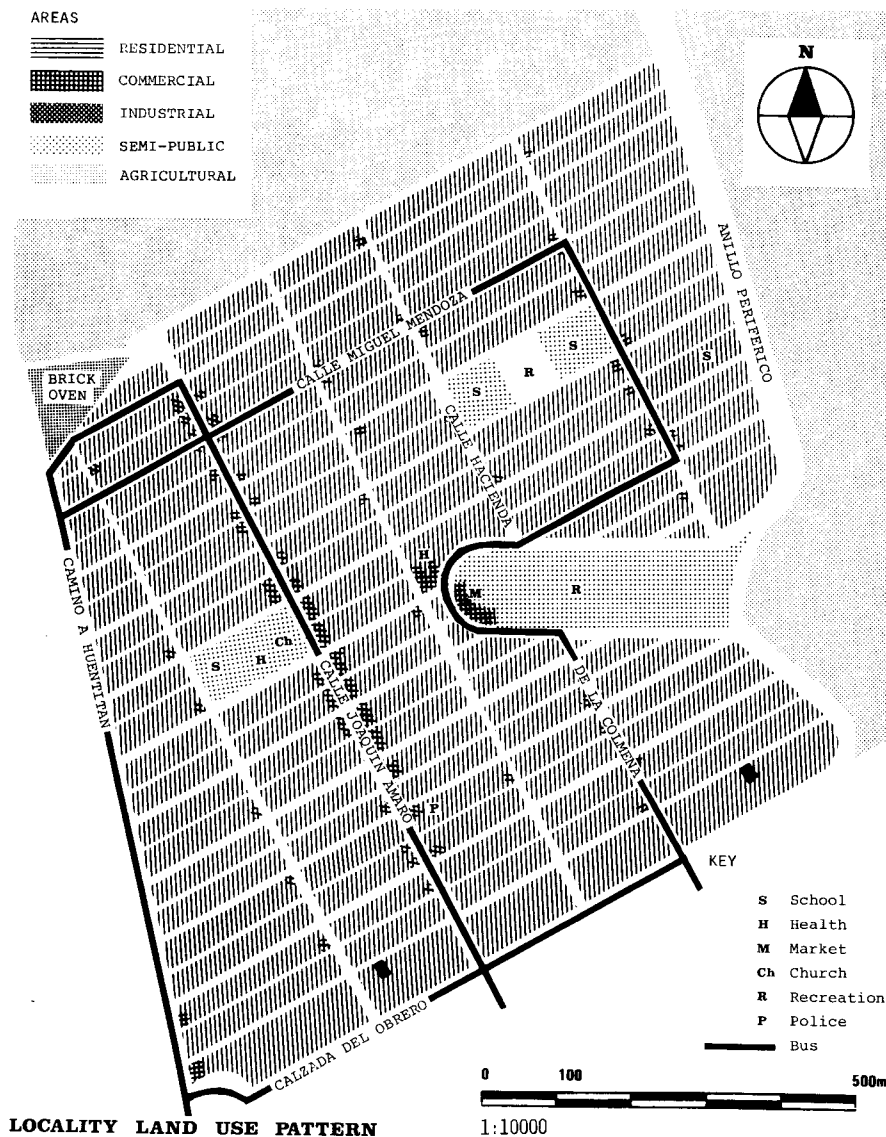 AREAS
RESIDENTIAL
COMMERCIAL
INDUSTRIAL
SEMI-PUBLIC
AGRICULTURAL
N
ANILLO PERIFERICO
CALLE MIGUEL MENDOZA
S
S
R
S
BRICK
OVEN
CALLE HACIENDA
H
M
R
CAMINO A HUENTITAN
Ch
S
H
CALLE JOAQUIN AMARO
DE LA COLMENA
P
KEY
S School
H Health
M Market
Ch Church
R Recreation
P Police
Bus
CALZADA DEL OBRERO
0 100 500m
LOCALITY LAND USE PATTERN
1:10000